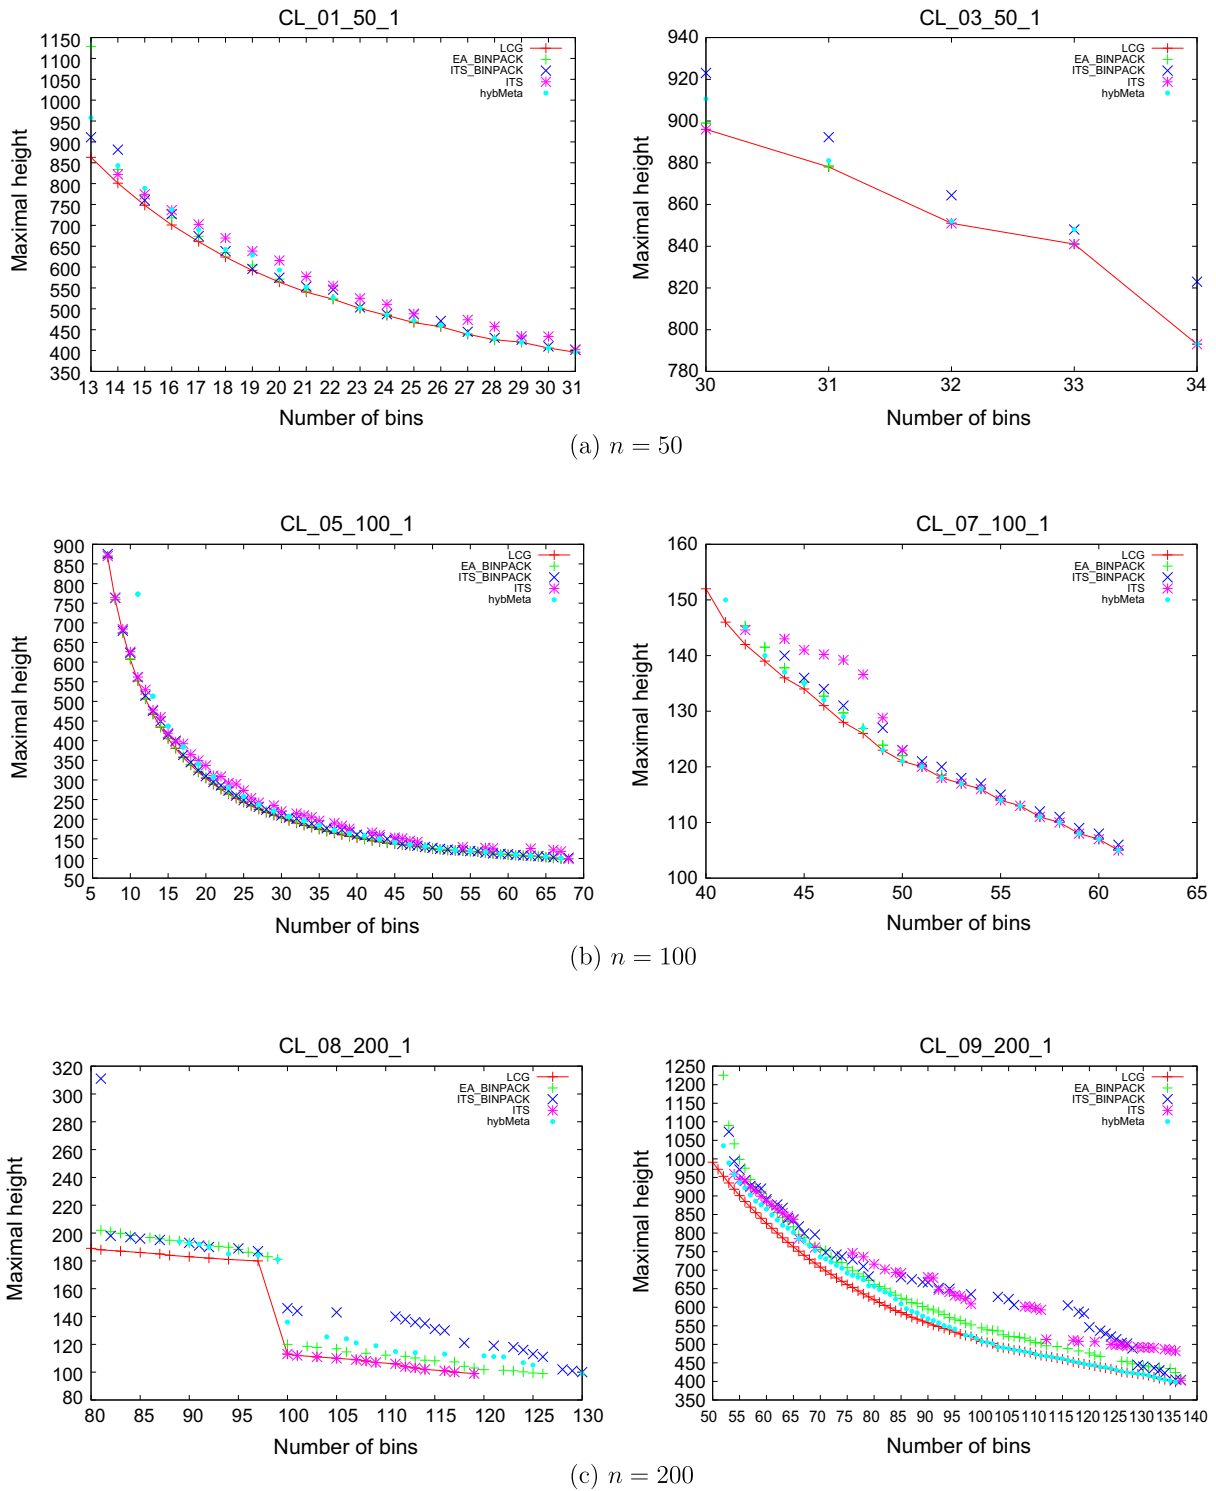 CL_01_50_1
1150
1100
1050
1000
950
900
850
800
750
700
650
600
550
500
450
400
350
Maximal height
LCG
EA_BINPACK
ITS_BINPACK
ITS
hybMeta
13 14 15 16 17 18 19 20 21 22 23 24 25 26 27 28 29 30 31
Number of bins
CL_03_50_1
940
920
900
880
860
840
820
800
780
Maximal height
LCG
EA_BINPACK
ITS_BINPACK
ITS
hybMeta
30 31 32 33 34
Number of bins
(a) n = 50
CL_05_100_1
900
850
800
750
700
650
600
550
500
450
400
350
300
250
200
150
100
50
Maximal height
LCG
EA_BINPACK
ITS_BINPACK
ITS
hybMeta
5 10 15 20 25 30 35 40 45 50 55 60 65 70
Number of bins
CL_07_100_1
160
150
140
130
120
110
100
Maximal height
LCG
EA_BINPACK
ITS_BINPACK
ITS
hybMeta
40 45 50 55 60 65
Number of bins
(b) n = 100
CL_08_200_1
320
300
280
260
240
220
200
180
160
140
120
100
80
Maximal height
LCG
EA_BINPACK
ITS_BINPACK
ITS
hybMeta
80 85 90 95 100 105 110 115 120 125 130
Number of bins
CL_09_200_1
1250
1200
1150
1100
1050
1000
950
900
850
800
750
700
650
600
550
500
450
400
350
Maximal height
LCG
EA_BINPACK
ITS_BINPACK
ITS
hybMeta
50 55 60 65 70 75 80 85 90 95 100 105 110 115 120 125 130 135 140
Number of bins
(c) n = 200